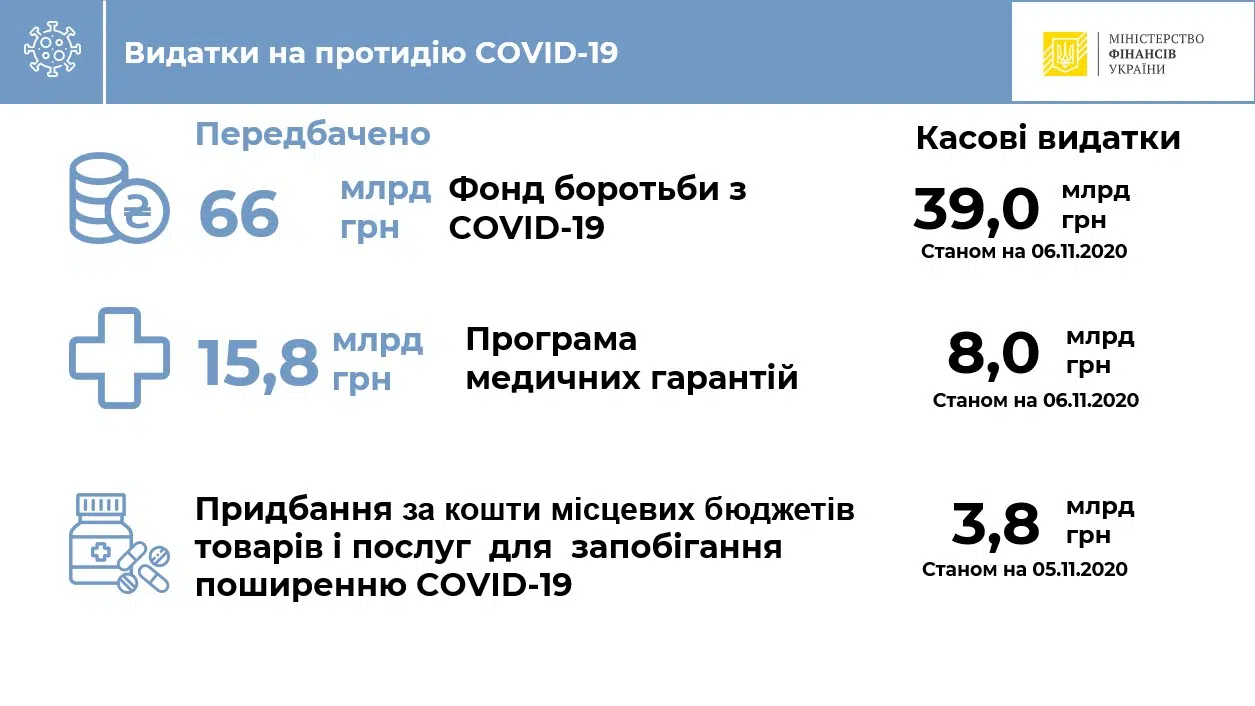 Видатки на протидію COVID-19
МІНІСТЕРСТВО
ФІНАНСІВ
УКРАЇНИ
Передбачено
Касові видатки
66
млрд
грн
Фонд боротьби з
COVID-19
39,0
млрд
грн
Станом на 06.11.2020
15,8
млрд
грн
Програма
медичних гарантій
8,0
млрд
грн
Станом на 06.11.2020
Придбання за кошти місцевих бюджетів
товарів і послуг для запобігання
поширенню COVID-19
3,8
млрд
грн
Станом на 05.11.2020